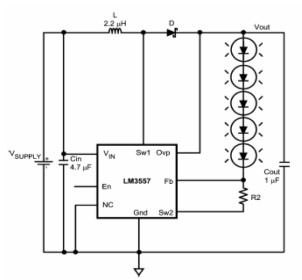 L
2.2 µH
D
Vout
VSUPPLY
Cin
4.7 µF
VIN
Sw1
Ovp
En
LM3557
Fb
NC
Gnd
Sw2
R2
Cout
1 µF